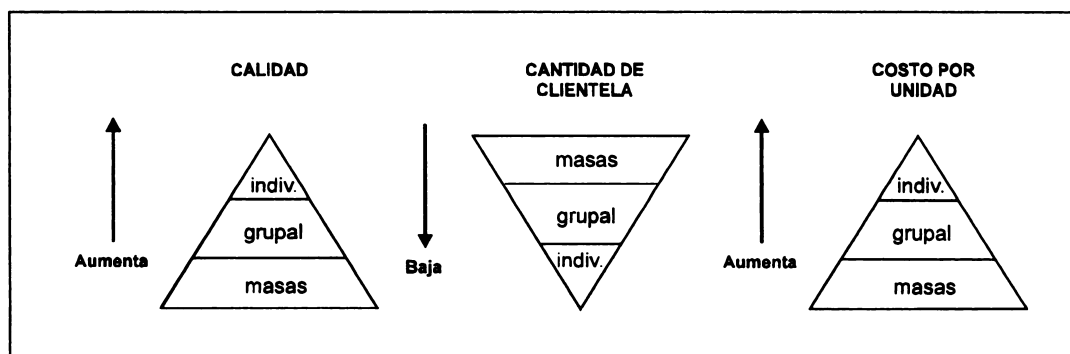 CALIDAD
CANTIDAD DE
CLIENTELA
COSTO POR
UNIDAD
Aumenta
indiv.
grupal
masas
Baja
masas
grupal
indiv.
Aumenta
indiv.
grupal
masas